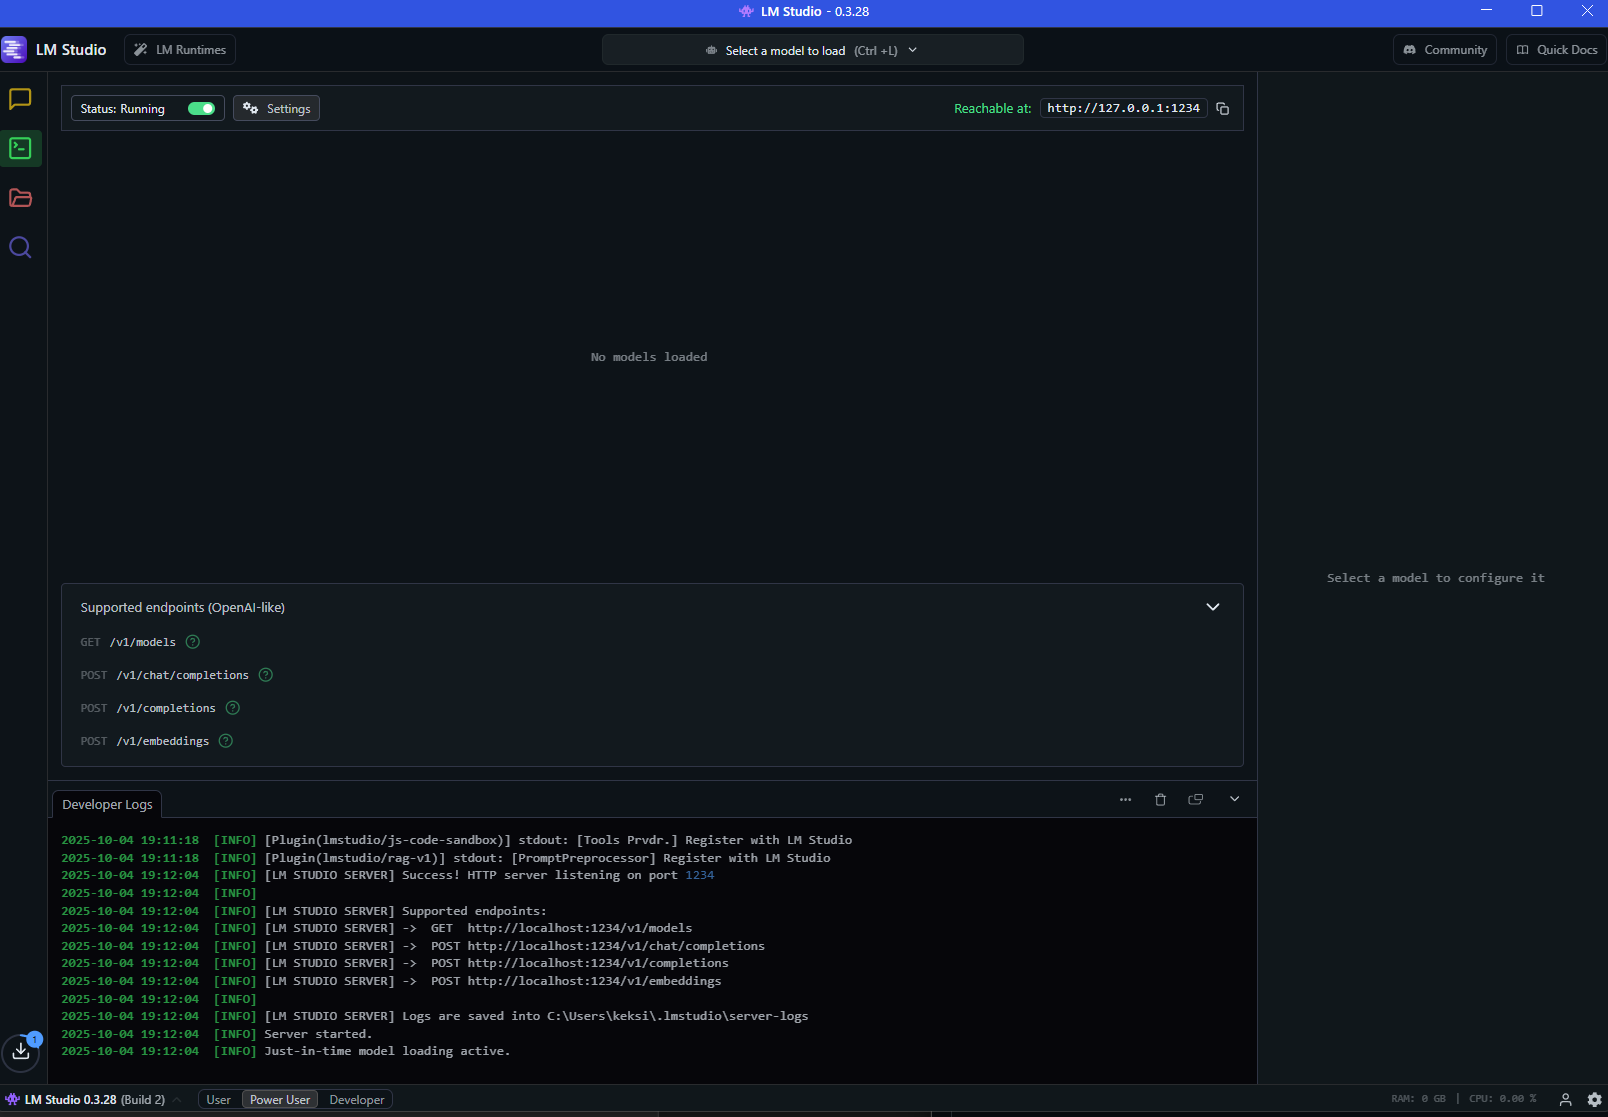 LM Studio - 0.3.28
LM Studio
LM Runtimes
Select a model to load (Ctrl +L)
Community
Quick Docs
Status: Running
Settings
Reachable at:
http://127.0.0.1:1234
No models loaded
Select a model to configure it
Supported endpoints (OpenAI-like)
GET /v1/models ?
POST /v1/chat/completions ?
POST /v1/completions ?
POST /v1/embeddings ?
Developer Logs
2025-10-04 19:11:18 [INFO] [Plugin(lmstudio/js-code-sandbox)] stdout: [Tools Prvdr.] Register with LM Studio
2025-10-04 19:11:18 [INFO] [Plugin(lmstudio/rag-v1)] stdout: [PromptPreprocessor] Register with LM Studio
2025-10-04 19:12:04 [INFO] [LM STUDIO SERVER] Success! HTTP server listening on port 1234
2025-10-04 19:12:04 [INFO]
2025-10-04 19:12:04 [INFO] [LM STUDIO SERVER] Supported endpoints:
2025-10-04 19:12:04 [INFO] [LM STUDIO SERVER] -> GET http://localhost:1234/v1/models
2025-10-04 19:12:04 [INFO] [LM STUDIO SERVER] -> POST http://localhost:1234/v1/chat/completions
2025-10-04 19:12:04 [INFO] [LM STUDIO SERVER] -> POST http://localhost:1234/v1/completions
2025-10-04 19:12:04 [INFO] [LM STUDIO SERVER] -> POST http://localhost:1234/v1/embeddings
2025-10-04 19:12:04 [INFO]
2025-10-04 19:12:04 [INFO] [LM STUDIO SERVER] Logs are saved into C:\Users\keksi\.lmstudio\server-logs
2025-10-04 19:12:04 [INFO] Server started.
2025-10-04 19:12:04 [INFO] Just-in-time model loading active.
1
LM Studio 0.3.28 (Build 2)
User
Power User
Developer
RAM: 0 GB | CPU: 0.00 %